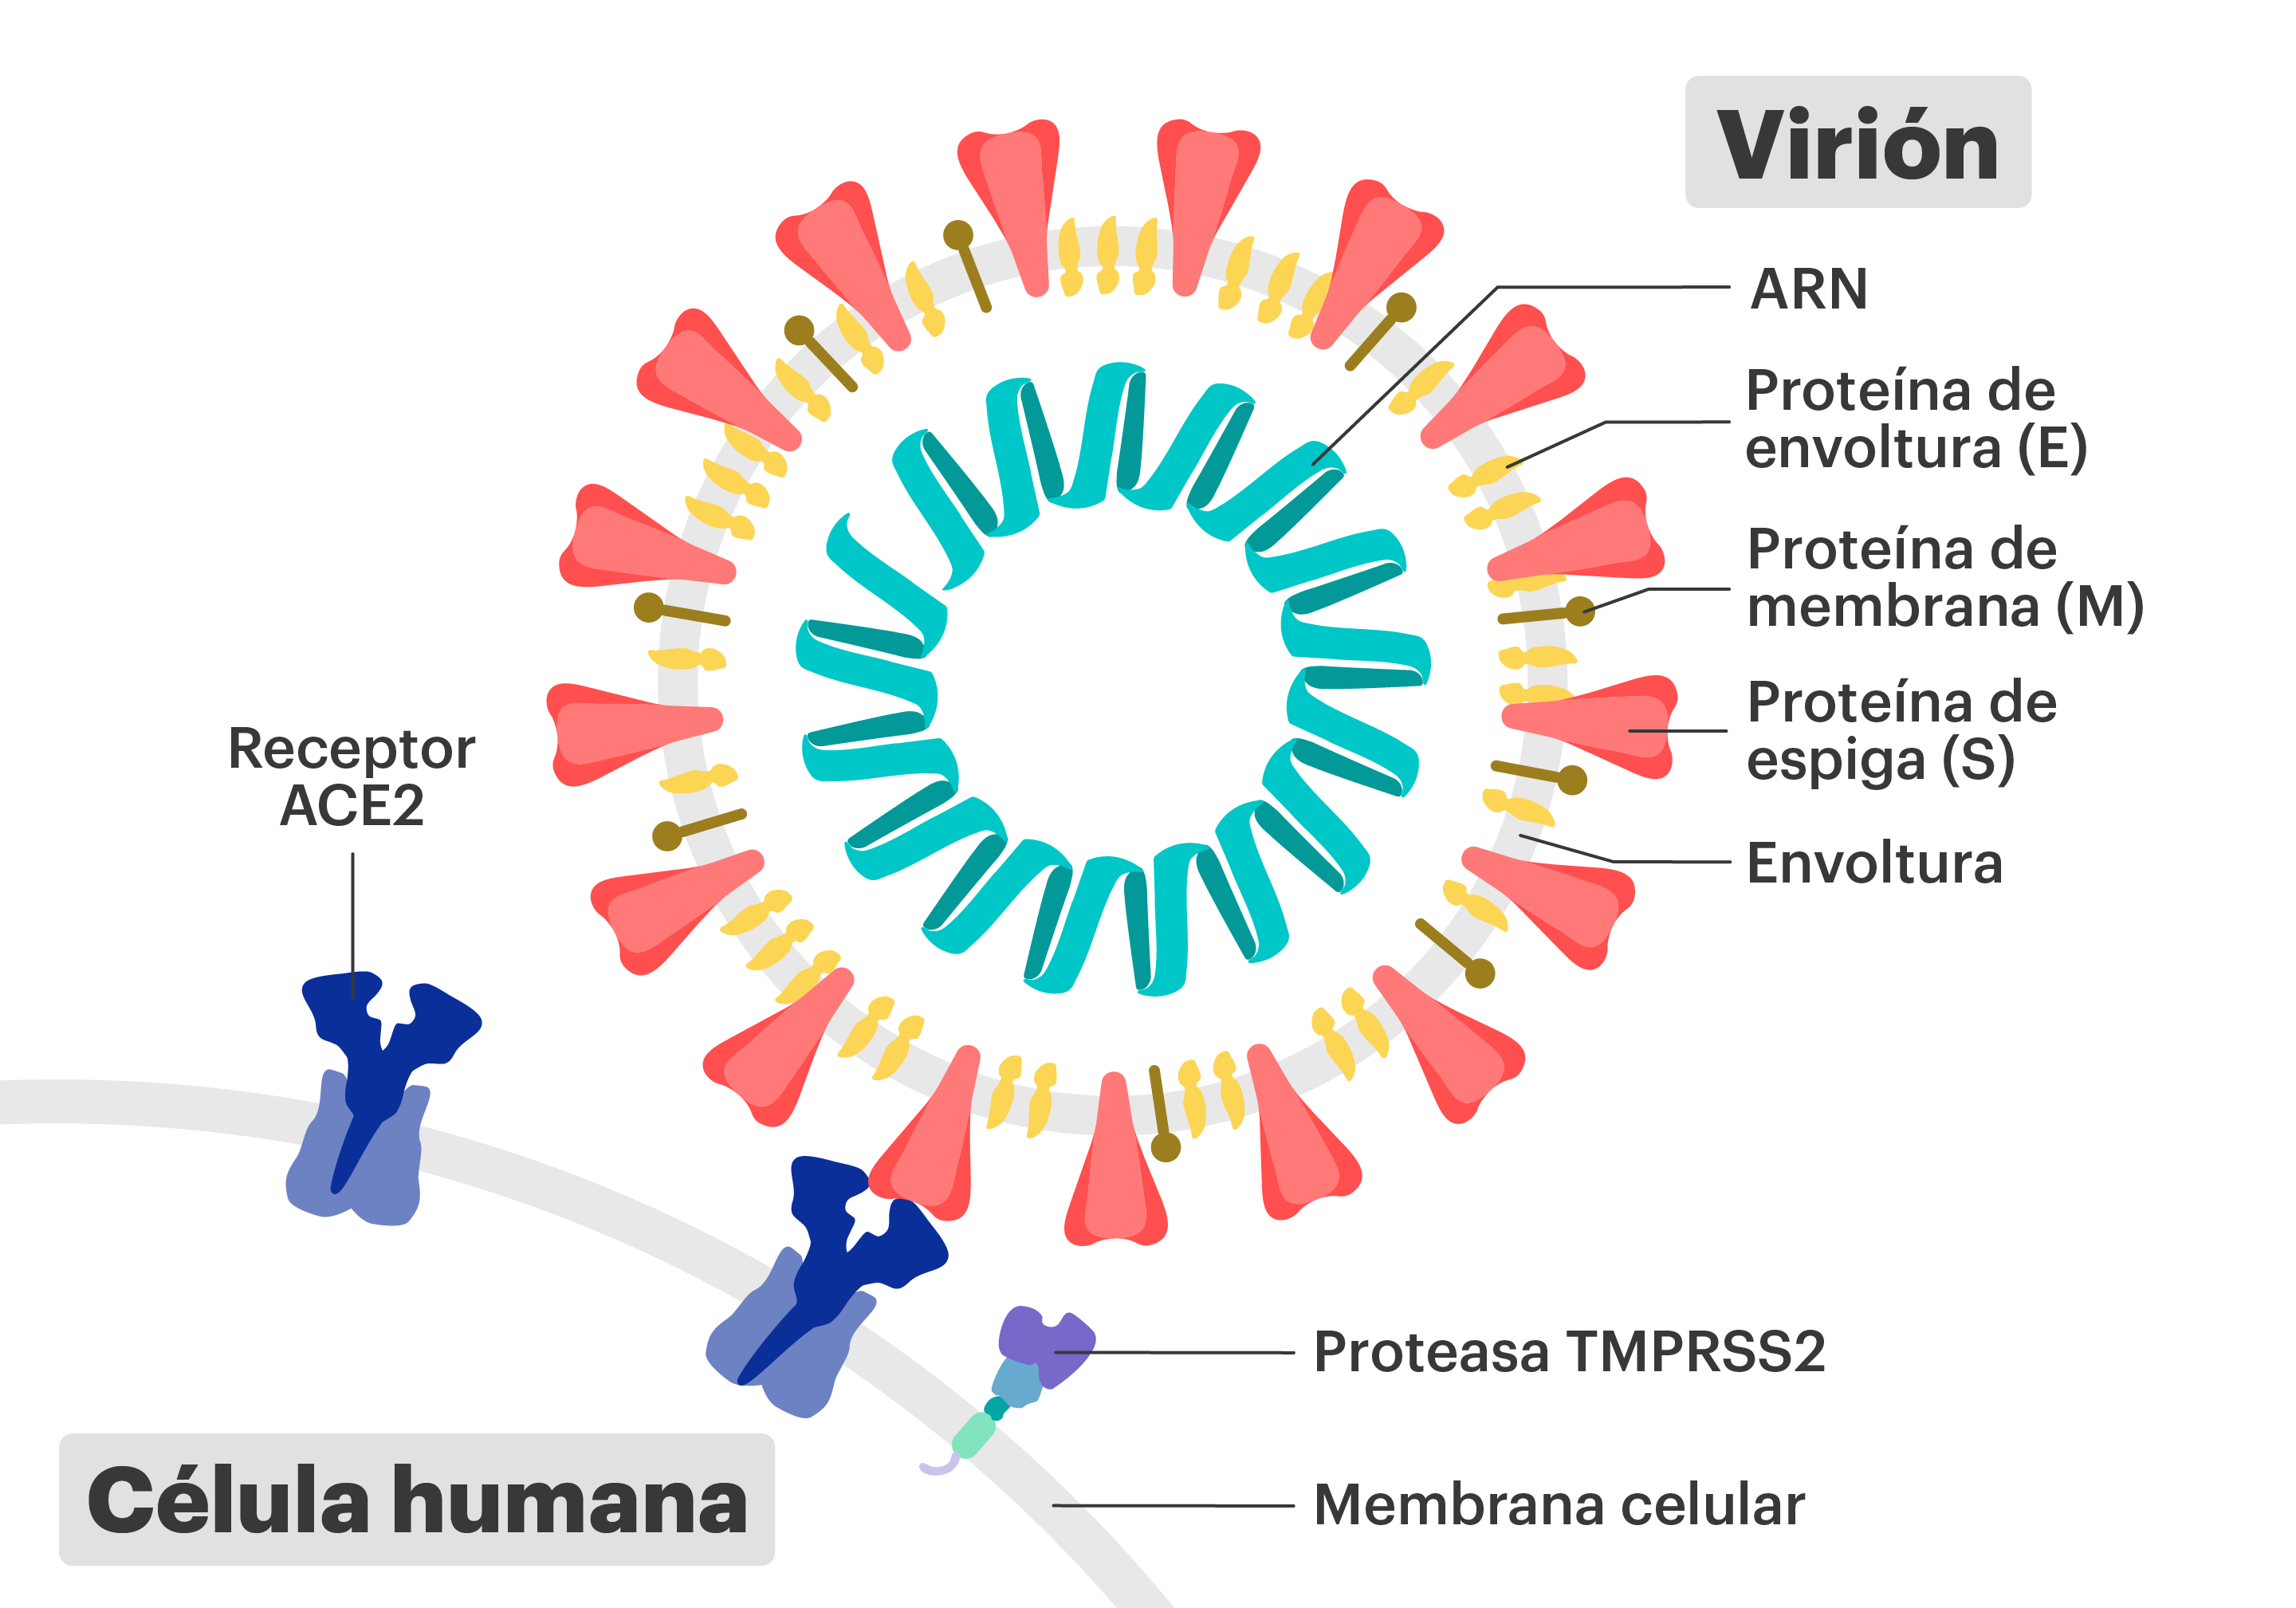 Virión
ARN
Proteína de
envoltura (E)
Proteína de
membrana (M)
Proteína de
espiga (S)
Envoltura
Receptor
ACE2
Proteasa TMPRSS2
Membrana celular
Célula humana